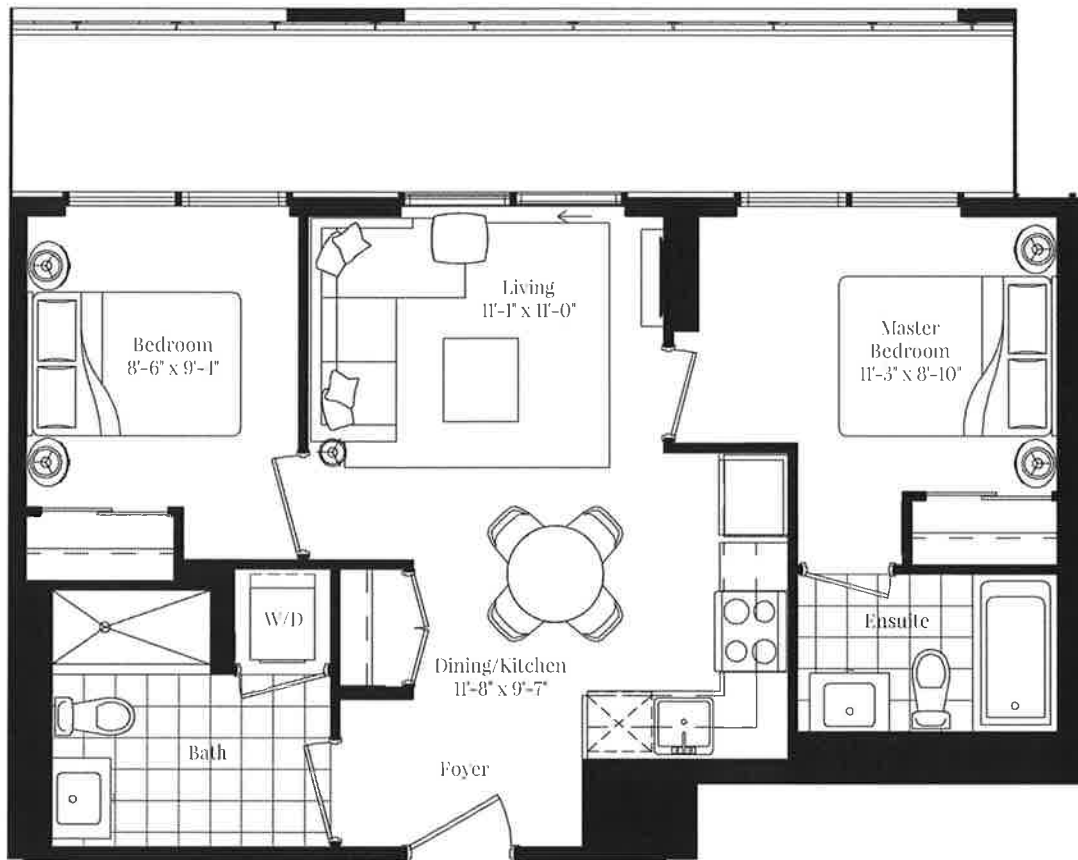 Living
11'-1" x 11'-0"
Bedroom
8'-6" x 9'-4"
Master
Bedroom
11'-3" x 8'-10"
W/D
Ensuite
Dining/Kitchen
11'-8" x 9'-7"
Bath
Foyer